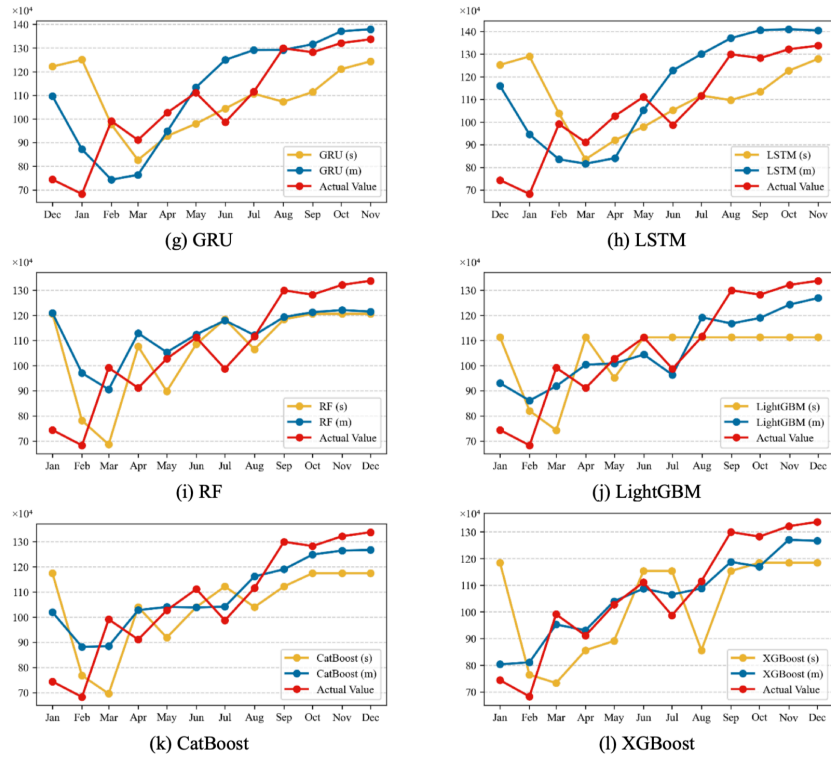 ×10⁴
140
130
120
110
100
90
80
70
GRU (s)
GRU (m)
Actual Value
Dec Jan Feb Mar Apr May Jun Jul Aug Sep Oct Nov
(g) GRU
×10⁴
140
130
120
110
100
90
80
70
LSTM (s)
LSTM (m)
Actual Value
Dec Jan Feb Mar Apr May Jun Jul Aug Sep Oct Nov
(h) LSTM
×10⁴
130
120
110
100
90
80
70
RF (s)
RF (m)
Actual Value
Jan Feb Mar Apr May Jun Jul Aug Sep Oct Nov Dec
(i) RF
×10⁴
130
120
110
100
90
80
70
LightGBM (s)
LightGBM (m)
Actual Value
Jan Feb Mar Apr May Jun Jul Aug Sep Oct Nov Dec
(j) LightGBM
×10⁴
130
120
110
100
90
80
70
CatBoost (s)
CatBoost (m)
Actual Value
Jan Feb Mar Apr May Jun Jul Aug Sep Oct Nov Dec
(k) CatBoost
×10⁴
130
120
110
100
90
80
70
XGBoost (s)
XGBoost (m)
Actual Value
Jan Feb Mar Apr May Jun Jul Aug Sep Oct Nov Dec
(l) XGBoost